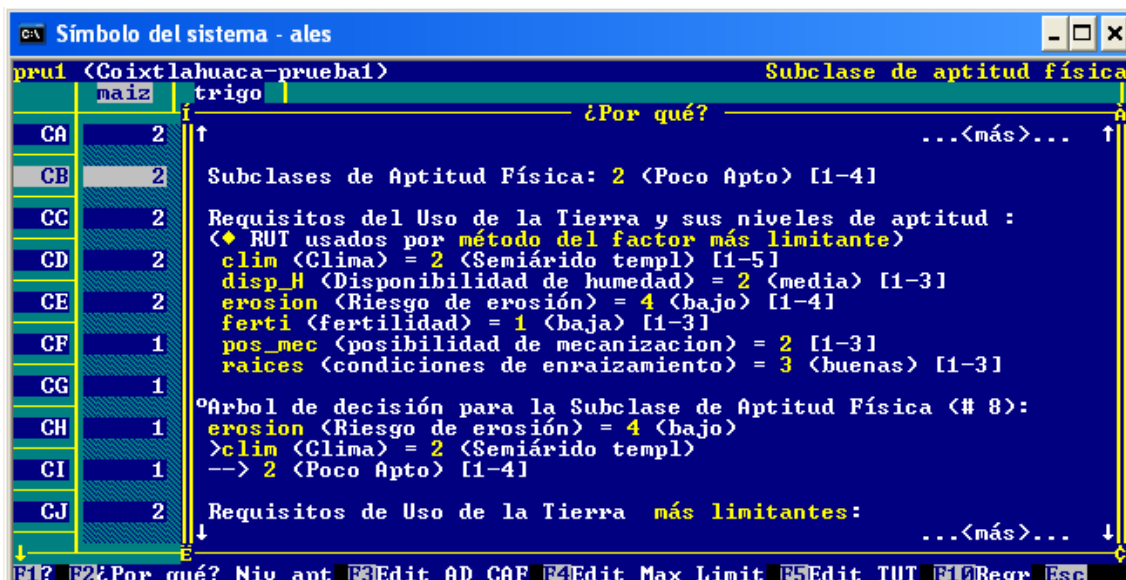 Símbolo del sistema - ales
pru1 (Coixtlahuaca-prueba1) Subclase de aptitud física
maiz trigo
¿Por qué?
CA 2 ...<más>...
CB 2 Subclases de Aptitud Física: 2 (Poco Apto) [1-4]
CC 2 Requisitos del Uso de la Tierra y sus niveles de aptitud :
(♦ RUT usados por método del factor más limitante)
CD 2 clim (Clima) = 2 (Semiárido templ) [1-5]
disp_H (Disponibilidad de humedad) = 2 (media) [1-3]
CE 2 erosion (Riesgo de erosión) = 4 (bajo) [1-4]
ferti (fertilidad) = 1 (baja) [1-3]
CF 1 pos_mec (posibilidad de mecanizacion) = 2 [1-3]
raices (condiciones de enraizamiento) = 3 (buenas) [1-3]
CG 1
ºArbol de decisión para la Subclase de Aptitud Física (# 8):
CH 1 erosion (Riesgo de erosión) = 4 (bajo)
>clim (Clima) = 2 (Semiárido templ)
CI 1 --> 2 (Poco Apto) [1-4]
CJ 2 Requisitos de Uso de la Tierra más limitantes:
...<más>...
F1? F2¿Por qué? Niv apt F3Edit AD CAF F4Edit Max Limit F5Edit TUT F10Regr Esc